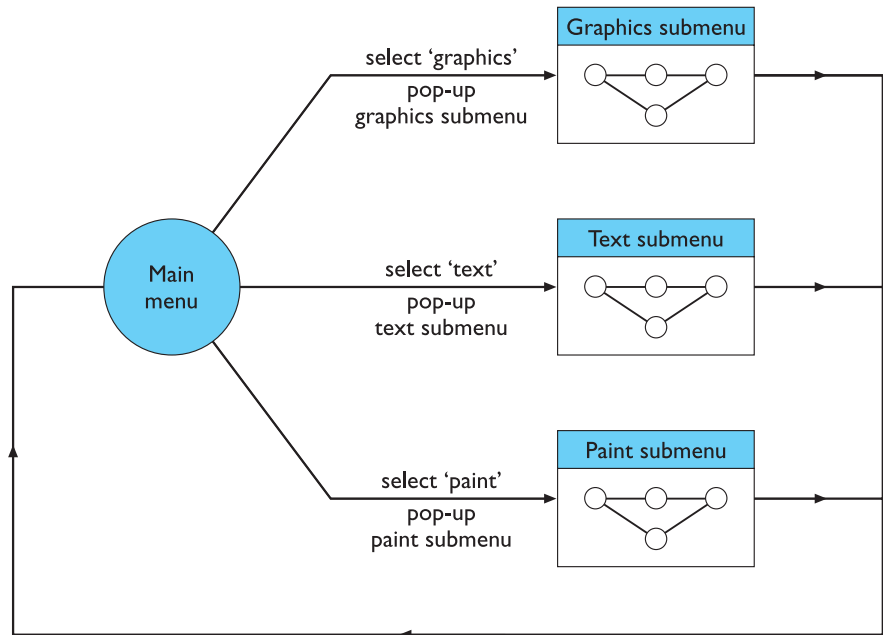 Graphics submenu
select ‘graphics’
pop-up
graphics submenu
Main
menu
Text submenu
select ‘text’
pop-up
text submenu
Paint submenu
select ‘paint’
pop-up
paint submenu